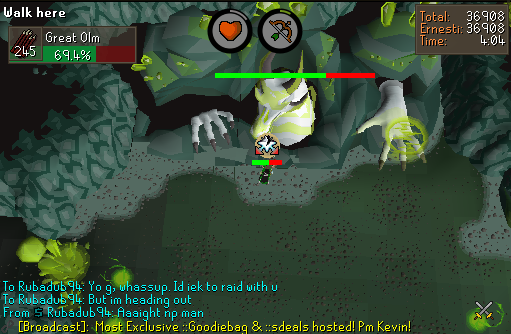 Walk here
Total: 36908
Great Olm
Ernesti: 36908
245
69.4%
Time: 4:04
To Rubadub94: Yo g, whassup. Id iek to raid with u
To Rubadub94: But im heading out
From S Rubadub94: Aaaight np man
[Broadcast]: Most Exclusive ::Goodiebag & ::sdeals hosted! Pm Kevin!